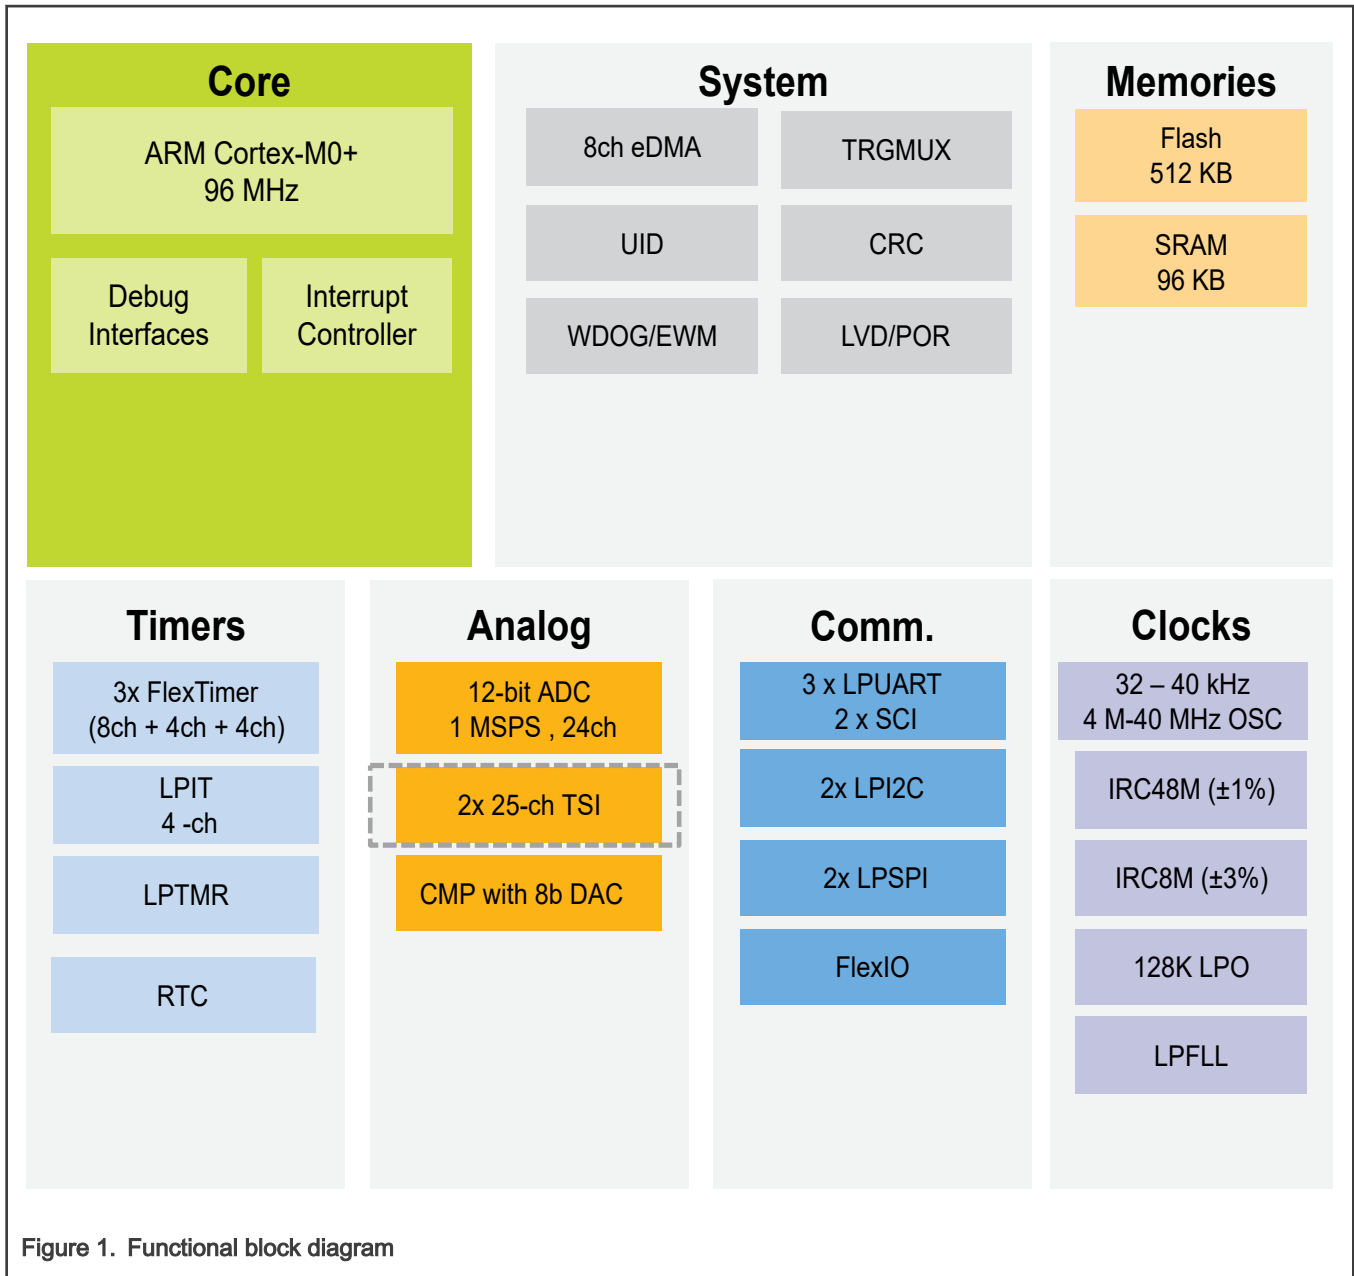 Core
ARM Cortex-M0+
96 MHz
Debug
Interfaces
Interrupt
Controller
System
8ch eDMA
TRGMUX
UID
CRC
WDOG/EWM
LVD/POR
Memories
Flash
512 KB
SRAM
96 KB
Timers
3x FlexTimer
(8ch + 4ch + 4ch)
LPIT
4 -ch
LPTMR
RTC
Analog
12-bit ADC
1 MSPS , 24ch
2x 25-ch TSI
CMP with 8b DAC
Comm.
3 x LPUART
2 x SCI
2x LPI2C
2x LPSPI
FlexIO
Clocks
32 – 40 kHz
4 M-40 MHz OSC
IRC48M (±1%)
IRC8M (±3%)
128K LPO
LPFLL
Figure 1. Functional block diagram